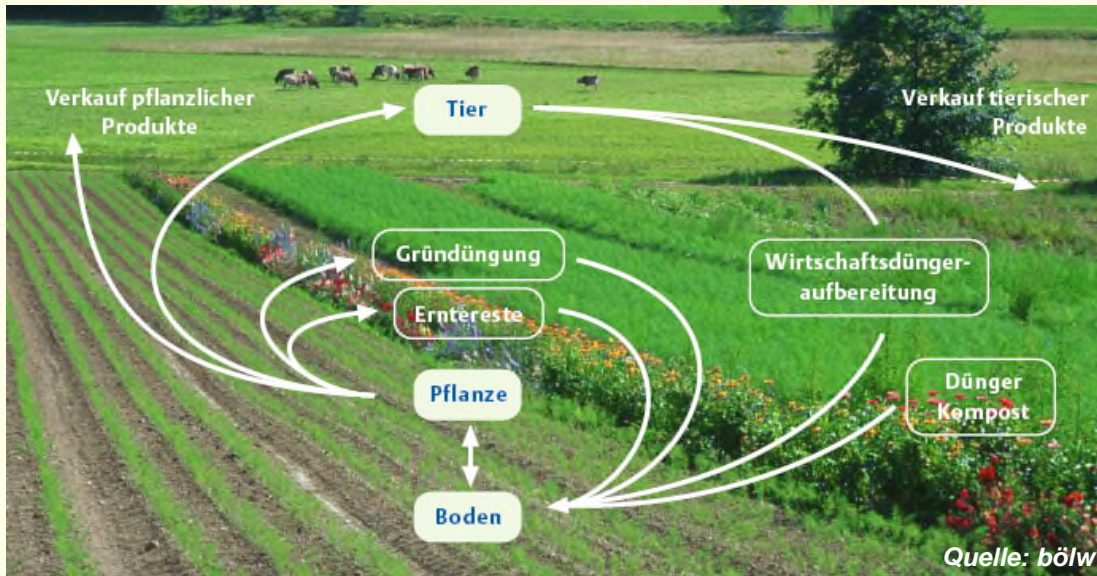 Verkauf pflanzlicher
Produkte
Tier
Verkauf tierischer
Produkte
Gründüngung
Erntereste
Wirtschaftsdünger-
aufbereitung
Pflanze
Dünger
Kompost
Boden
Quelle: bölw